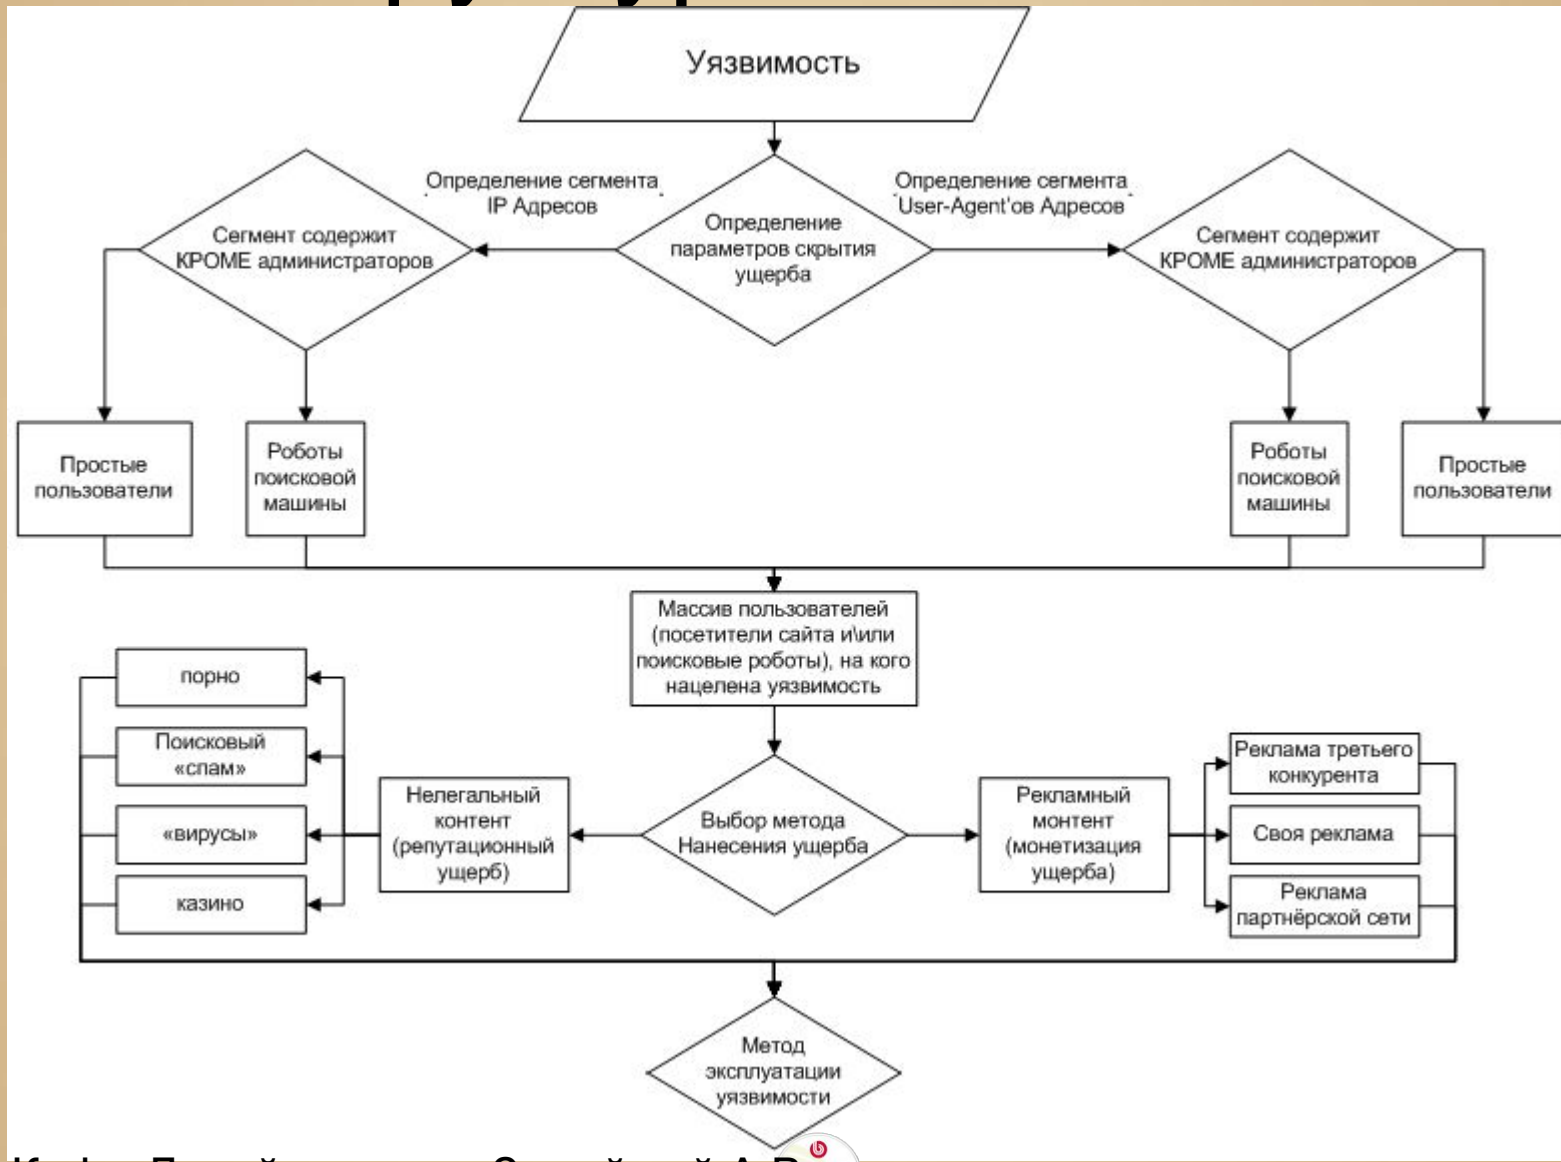 Уязвимость
Определение сегмента
IP Адресов
Определение сегмента
User-Agent'ов Адресов
Сегмент содержит
КРОМЕ администраторов
Определение
параметров скрытия
ущерба
Сегмент содержит
КРОМЕ администраторов
Простые
пользователи
Роботы
поисковой
машины
Роботы
поисковой
машины
Простые
пользователи
Массив пользователей
(посетители сайта и\или
поисковые роботы), на кого
нацелена уязвимость
порно
Поисковый
«спам»
«вирусы»
казино
Нелегальный
контент
(репутационный
ущерб)
Выбор метода
Нанесения ущерба
Рекламный
монтент
(монетизация
ущерба)
Реклама третьего
конкурента
Своя реклама
Реклама
партнёрской сети
Метод
эксплуатации
уязвимости